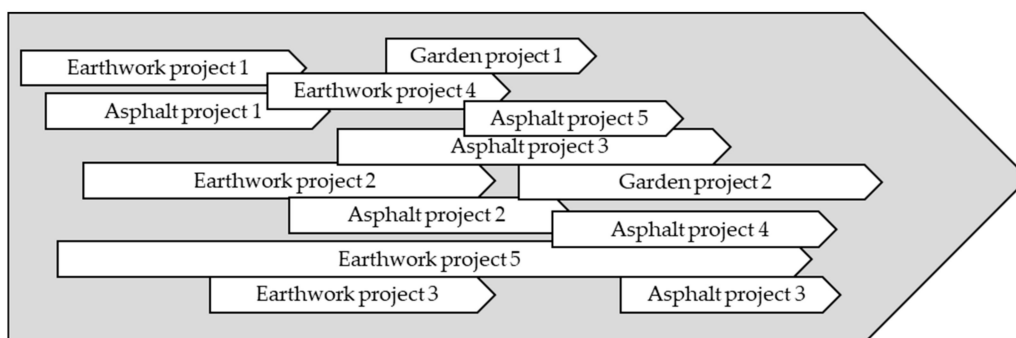 Garden project 1
Earthwork project 1
Earthwork project 4
Asphalt project 1
Asphalt project 5
Asphalt project 3
Earthwork project 2
Garden project 2
Asphalt project 2
Asphalt project 4
Earthwork project 5
Earthwork project 3
Asphalt project 3